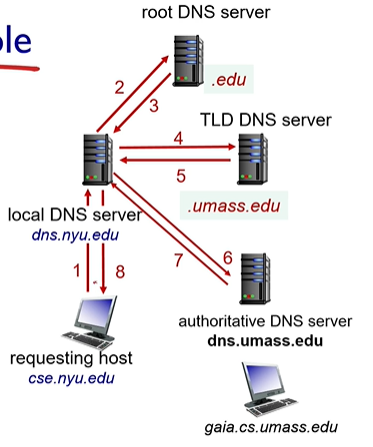 ple
root DNS server
.edu
2
3
TLD DNS server
4
5
.umass.edu
local DNS server
dns.nyu.edu
6
7
1
8
authoritative DNS server
dns.umass.edu
requesting host
cse.nyu.edu
gaia.cs.umass.edu